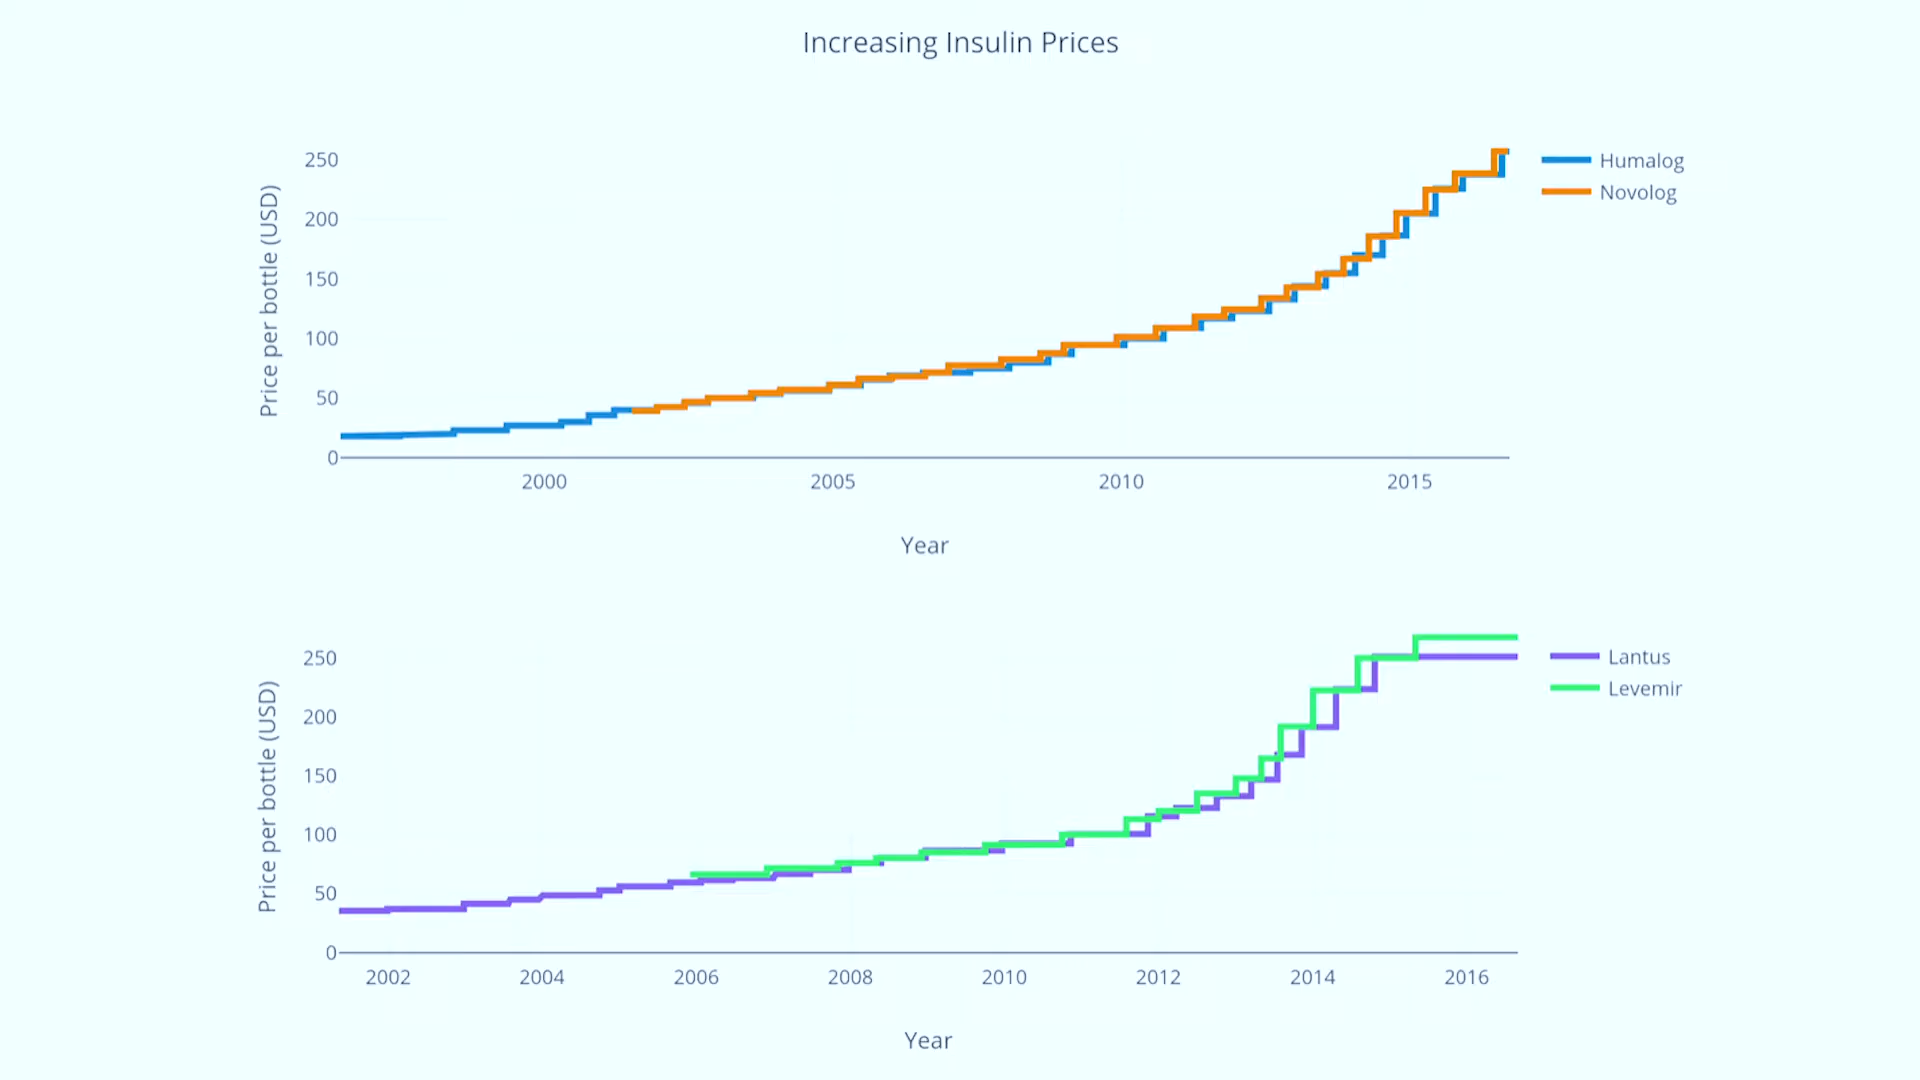 Increasing Insulin Prices
Price per bottle (USD)
250
200
150
100
50
0
2000 2005 2010 2015
Year
Humalog
Novolog
Price per bottle (USD)
250
200
150
100
50
0
2002 2004 2006 2008 2010 2012 2014 2016
Year
Lantus
Levemir